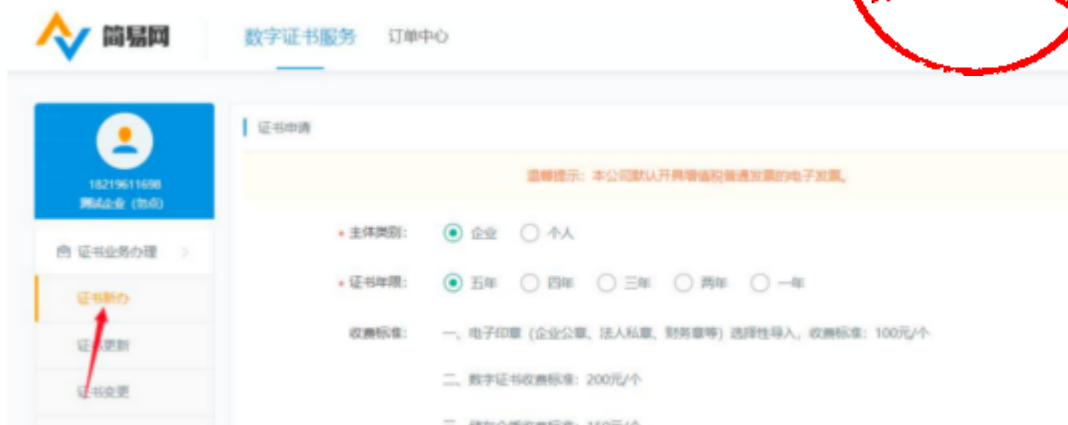 简易网
数字证书服务 订单中心
18219611698
测试企业（勿动）
证书业务办理
证书新办
证书更新
证书变更
证书申请
温馨提示：本公司默认开具增值税普通发票的电子发票。
* 主体类别： 企业 个人
* 证书年限： 五年 四年 三年 两年 一年
收费标准： 一、电子印章（企业公章、法人私章、财务章等）选择性导入，收费标准：100元/个
二、数字证书收费标准：200元/个